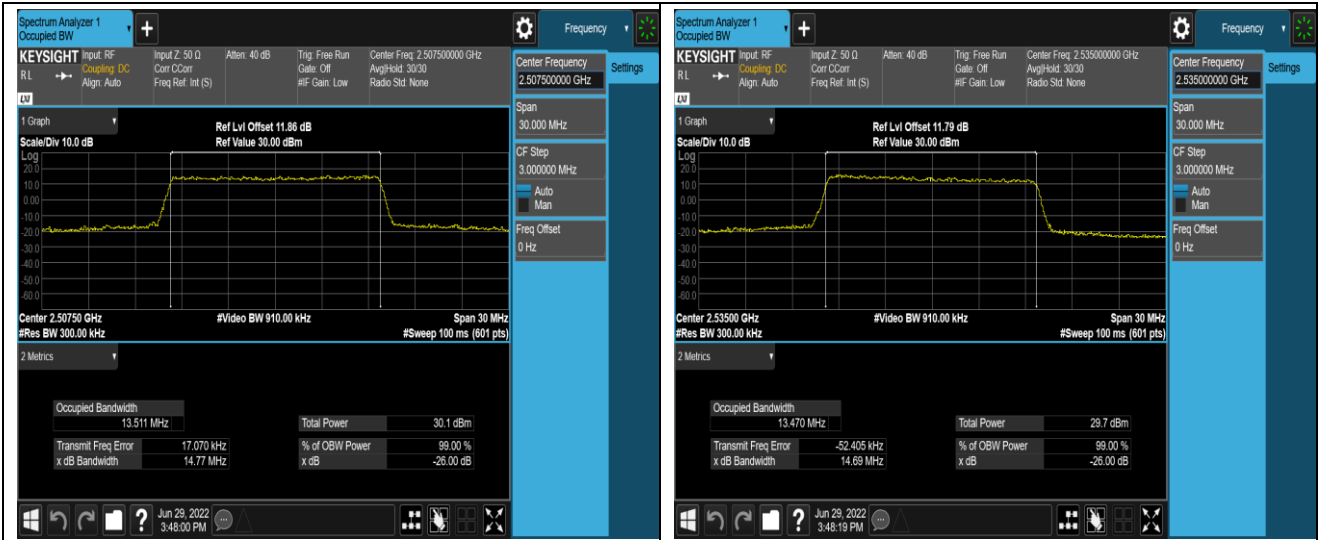 Spectrum Analyzer 1
Occupied BW
+
Frequency
KEYSIGHT
RL
LXI
Input: RF
Coupling: DC
Align: Auto
Input Z: 50 Ω
Corr CCorr
Freq Ref: Int (S)
Atten: 40 dB
Trig: Free Run
Gate: Off
#IF Gain: Low
Center Freq: 2.507500000 GHz
Avg|Hold: 30/30
Radio Std: None
Center Frequency
2.507500000 GHz
Settings
Span
30.000 MHz
CF Step
3.000000 MHz
Auto
Man
Freq Offset
0 Hz
1 Graph
Scale/Div 10.0 dB
Ref Lvl Offset 11.86 dB
Ref Value 30.00 dBm
Log
20.0
10.0
0.00
-10.0
-20.0
-30.0
-40.0
-50.0
-60.0
Center 2.50750 GHz
#Video BW 910.00 kHz
Span 30 MHz
#Res BW 300.00 kHz
#Sweep 100 ms (601 pts)
2 Metrics
Occupied Bandwidth
13.511 MHz
Total Power 30.1 dBm
Transmit Freq Error 17.070 kHz
% of OBW Power 99.00 %
x dB Bandwidth 14.77 MHz
x dB -26.00 dB
?
Jun 29, 2022
3:48:00 PM
Spectrum Analyzer 1
Occupied BW
+
Frequency
KEYSIGHT
RL
LXI
Input: RF
Coupling: DC
Align: Auto
Input Z: 50 Ω
Corr CCorr
Freq Ref: Int (S)
Atten: 40 dB
Trig: Free Run
Gate: Off
#IF Gain: Low
Center Freq: 2.535000000 GHz
Avg|Hold: 30/30
Radio Std: None
Center Frequency
2.535000000 GHz
Settings
Span
30.000 MHz
CF Step
3.000000 MHz
Auto
Man
Freq Offset
0 Hz
1 Graph
Scale/Div 10.0 dB
Ref Lvl Offset 11.79 dB
Ref Value 30.00 dBm
Log
20.0
10.0
0.00
-10.0
-20.0
-30.0
-40.0
-50.0
-60.0
Center 2.53500 GHz
#Video BW 910.00 kHz
Span 30 MHz
#Res BW 300.00 kHz
#Sweep 100 ms (601 pts)
2 Metrics
Occupied Bandwidth
13.470 MHz
Total Power 29.7 dBm
Transmit Freq Error -52.405 kHz
% of OBW Power 99.00 %
x dB Bandwidth 14.69 MHz
x dB -26.00 dB
?
Jun 29, 2022
3:48:19 PM